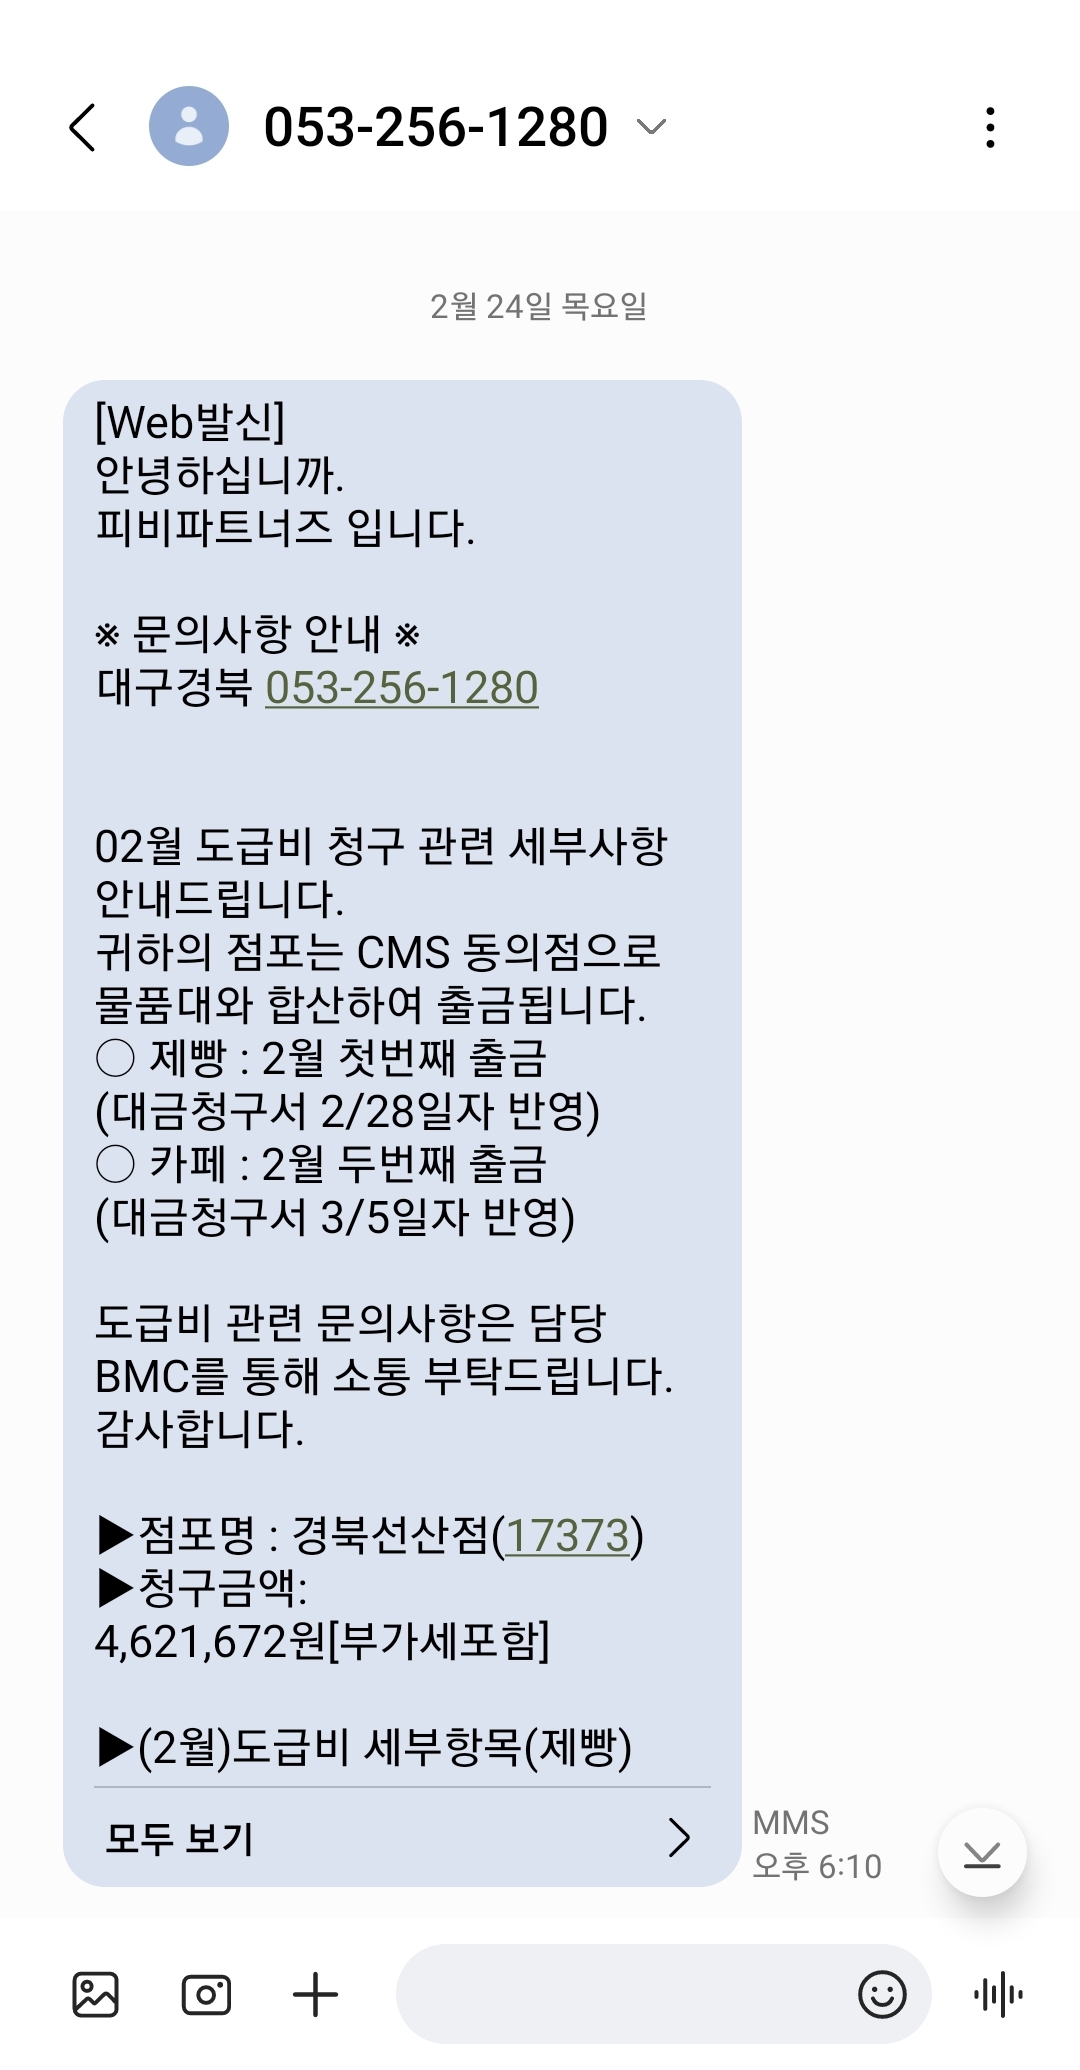 053-256-1280
2월 24일 목요일
[Web발신]
안녕하십니까.
피비파트너즈 입니다.
※ 문의사항 안내 ※
대구경북 053-256-1280
02월 도급비 청구 관련 세부사항
안내드립니다.
귀하의 점포는 CMS 동의점으로
물품대와 합산하여 출금됩니다.
○ 제빵 : 2월 첫번째 출금
(대금청구서 2/28일자 반영)
○ 카페 : 2월 두번째 출금
(대금청구서 3/5일자 반영)
도급비 관련 문의사항은 담당
BMC를 통해 소통 부탁드립니다.
감사합니다.
▶점포명 : 경북선산점(17373)
▶청구금액:
4,621,672원[부가세포함]
▶(2월)도급비 세부항목(제빵)
모두 보기
MMS
오후 6:10